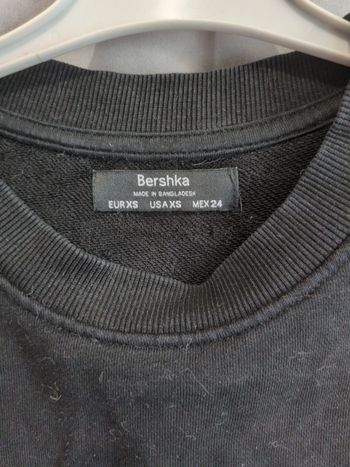 Bershka
MADE IN BANGLADESH
EUR XS USA XS MEX 24